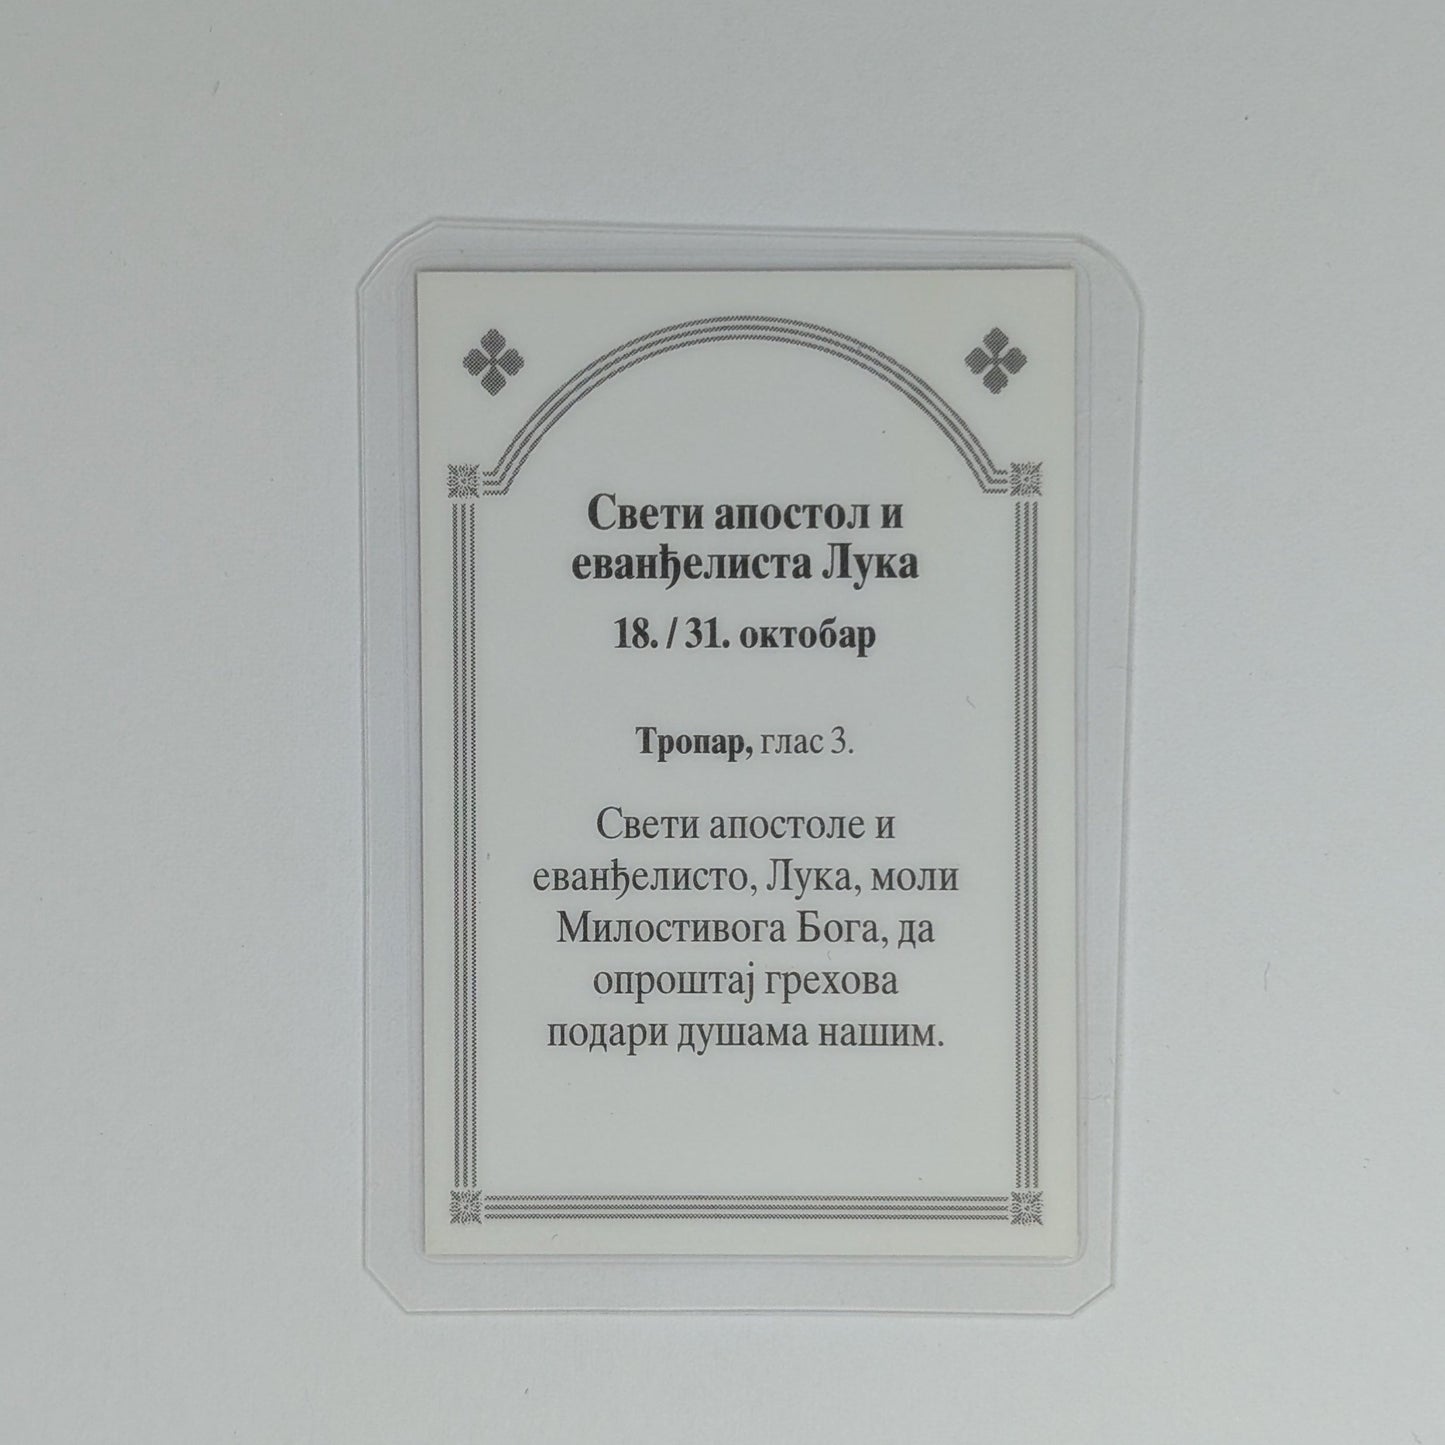 Свети апостол и
еванђелиста Лука
18. / 31. октобар
Тропар, глас 3.
Свети апостоле и
еванђелисто, Лука, моли
Милостивога Бога, да
опроштај грехова
подари душама нашим.